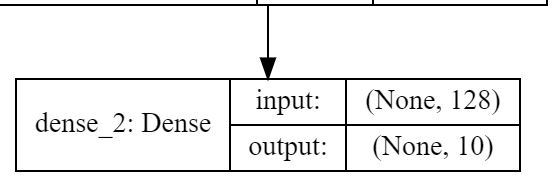 dense_2: Dense
input: (None, 128)
output: (None, 10)